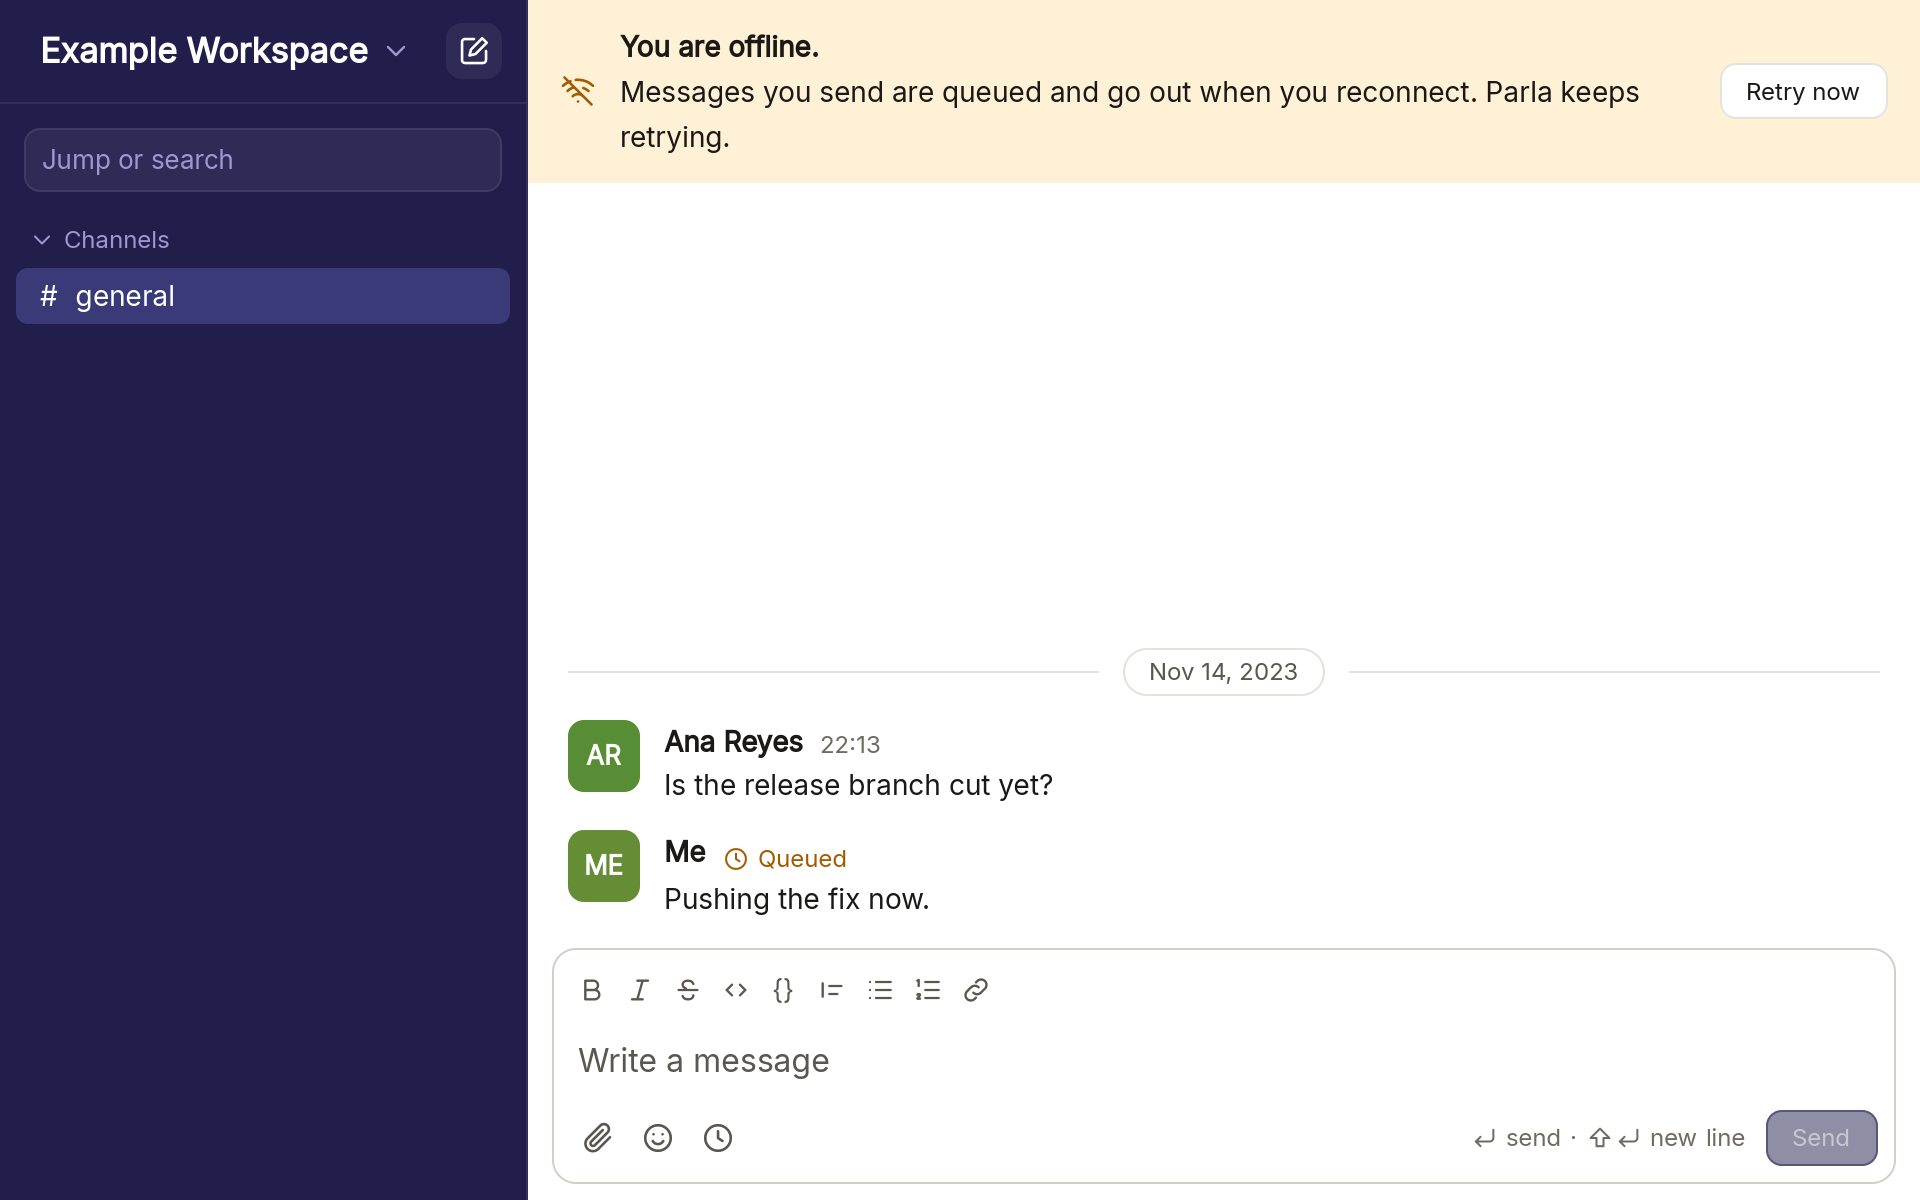 Example Workspace
Jump or search
Channels
# general
You are offline.
Messages you send are queued and go out when you reconnect. Parla keeps
retrying.
Retry now
Nov 14, 2023
AR
Ana Reyes 22:13
Is the release branch cut yet?
ME
Me Queued
Pushing the fix now.
Write a message
send · new line
Send